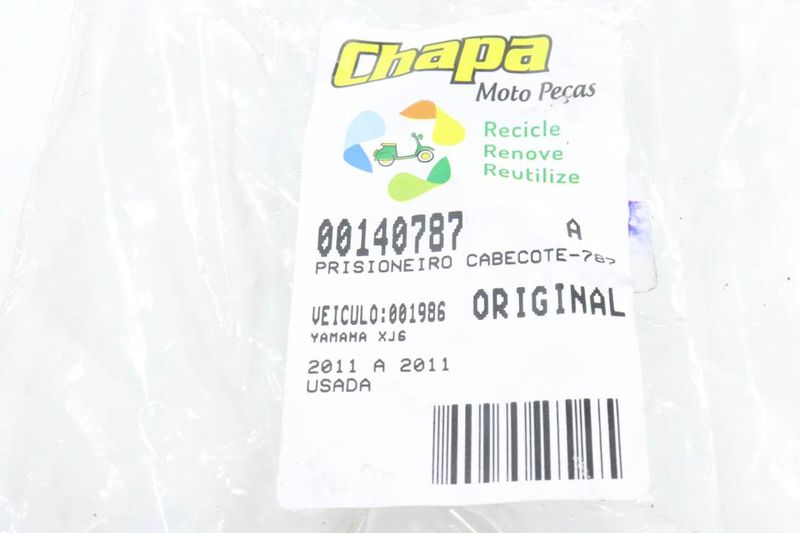 Chapa
Moto Peças
Recicle
Renove
Reutilize
00140787 A
PRISIONEIRO CABECOTE-787
VEICULO:001986 ORIGINAL
YAMAHA XJ6
2011 A 2011
USADA